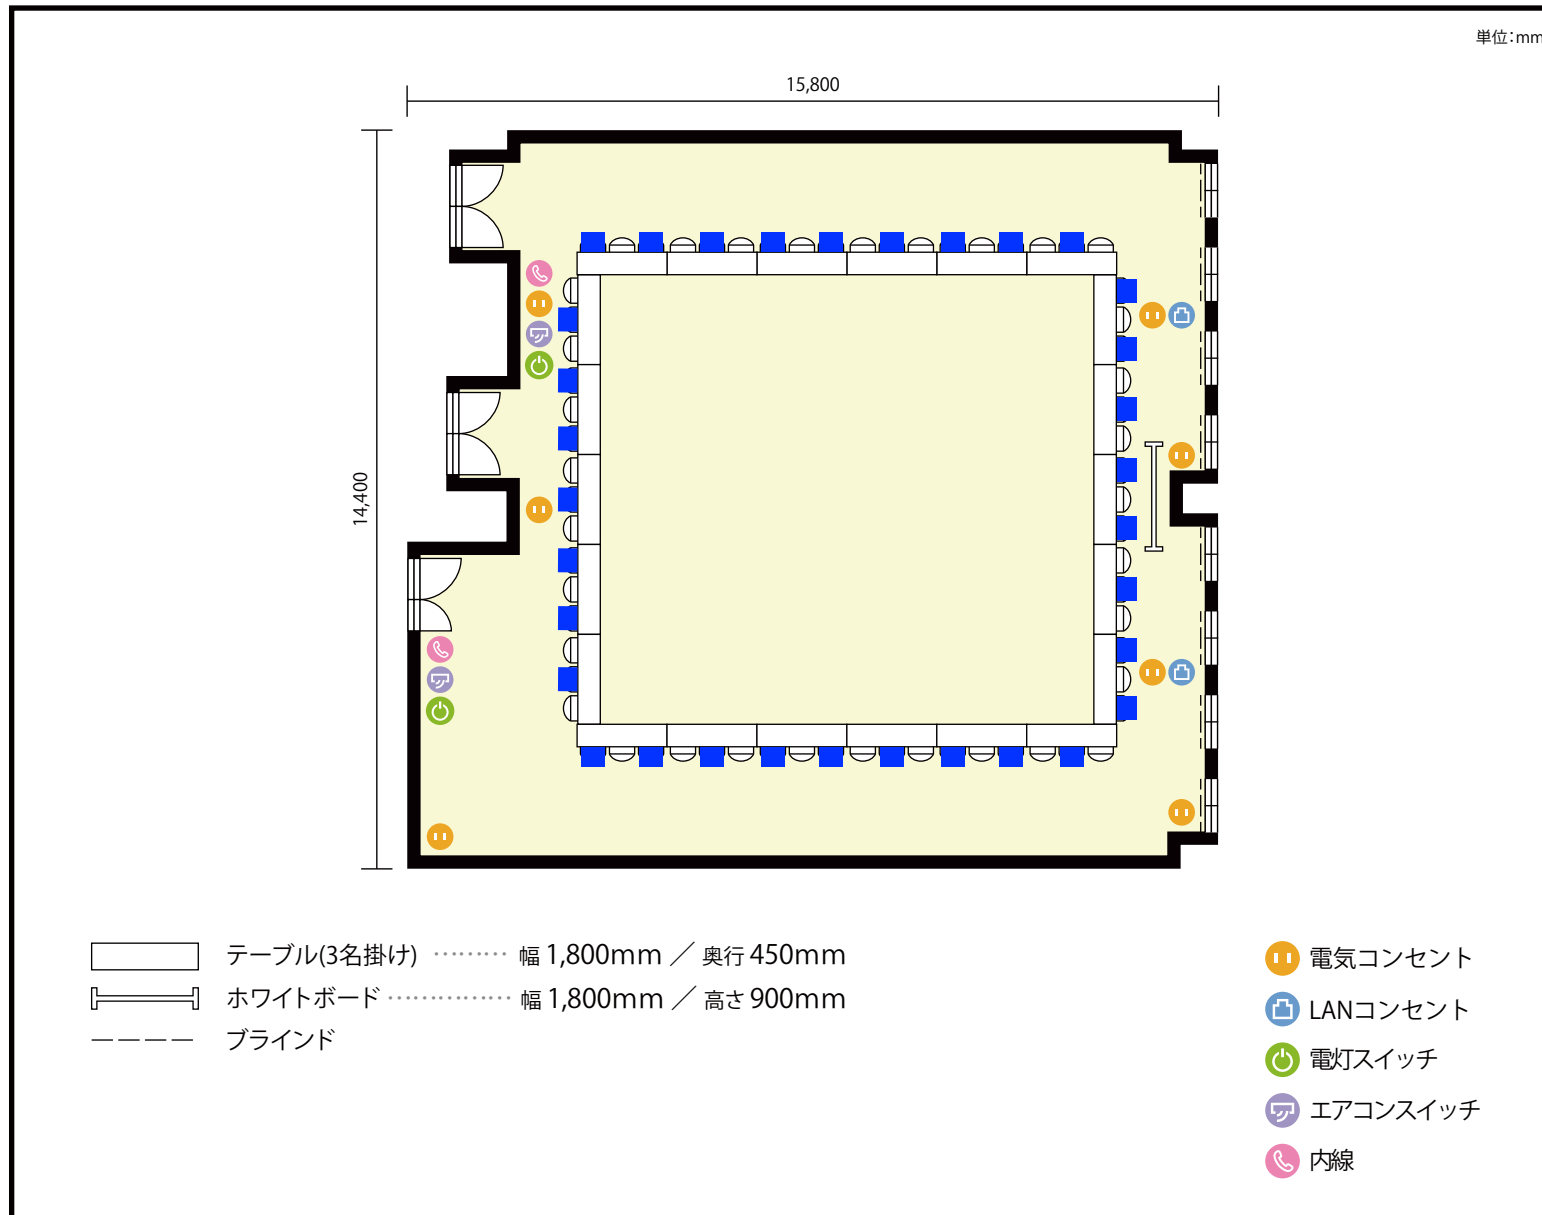 単位:mm
15,800
14,400
テーブル(3名掛け) ········· 幅 1,800mm ／ 奥行 450mm
ホワイトボード ··············· 幅 1,800mm ／ 高さ 900mm
ブラインド
電気コンセント
LANコンセント
電灯スイッチ
エアコンスイッチ
内線